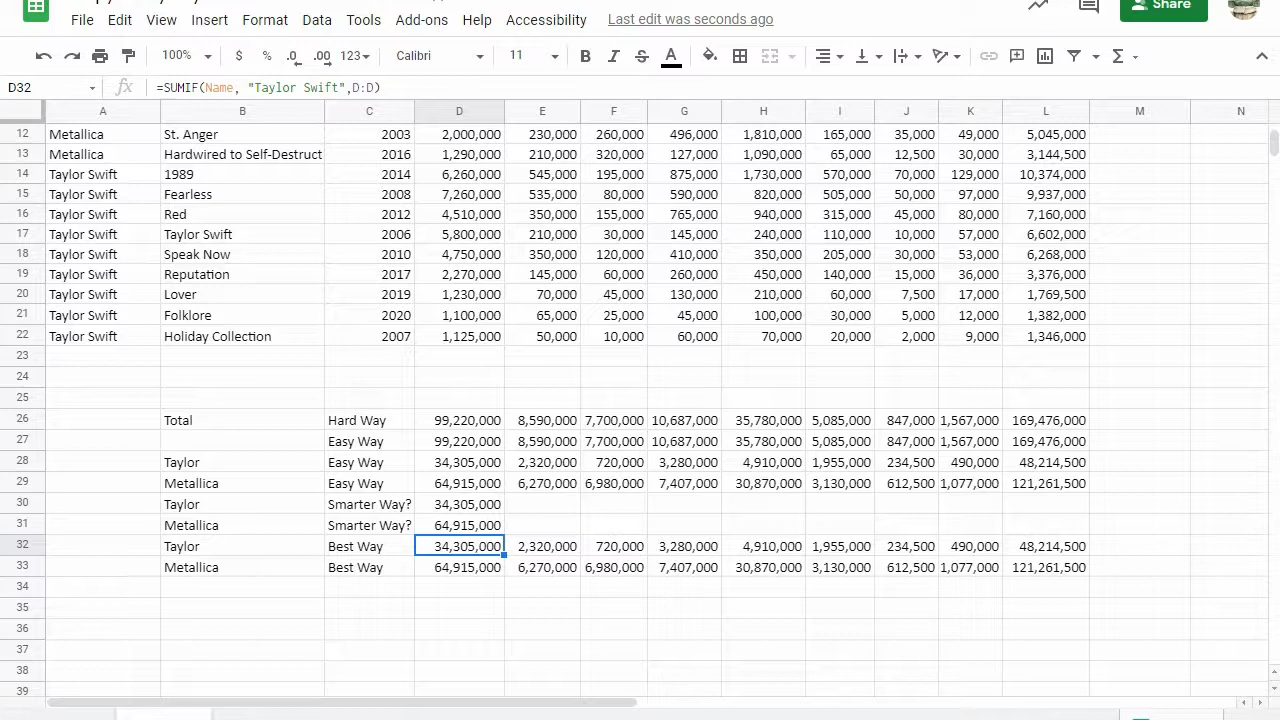 Share
File Edit View Insert Format Data Tools Add-ons Help Accessibility Last edit was seconds ago
100% $ % .0 .00 123 Calibri 11 B I S A Σ
D32 fx =SUMIF(Name, "Taylor Swift",D:D)
A B C D E F G H I J K L M N
12 Metallica St. Anger 2003 2,000,000 230,000 260,000 496,000 1,810,000 165,000 35,000 49,000 5,045,000
13 Metallica Hardwired to Self-Destruct 2016 1,290,000 210,000 320,000 127,000 1,090,000 65,000 12,500 30,000 3,144,500
14 Taylor Swift 1989 2014 6,260,000 545,000 195,000 875,000 1,730,000 570,000 70,000 129,000 10,374,000
15 Taylor Swift Fearless 2008 7,260,000 535,000 80,000 590,000 820,000 505,000 50,000 97,000 9,937,000
16 Taylor Swift Red 2012 4,510,000 350,000 155,000 765,000 940,000 315,000 45,000 80,000 7,160,000
17 Taylor Swift Taylor Swift 2006 5,800,000 210,000 30,000 145,000 240,000 110,000 10,000 57,000 6,602,000
18 Taylor Swift Speak Now 2010 4,750,000 350,000 120,000 410,000 350,000 205,000 30,000 53,000 6,268,000
19 Taylor Swift Reputation 2017 2,270,000 145,000 60,000 260,000 450,000 140,000 15,000 36,000 3,376,000
20 Taylor Swift Lover 2019 1,230,000 70,000 45,000 130,000 210,000 60,000 7,500 17,000 1,769,500
21 Taylor Swift Folklore 2020 1,100,000 65,000 25,000 45,000 100,000 30,000 5,000 12,000 1,382,000
22 Taylor Swift Holiday Collection 2007 1,125,000 50,000 10,000 60,000 70,000 20,000 2,000 9,000 1,346,000
23
24
25
26 Total Hard Way 99,220,000 8,590,000 7,700,000 10,687,000 35,780,000 5,085,000 847,000 1,567,000 169,476,000
27 Easy Way 99,220,000 8,590,000 7,700,000 10,687,000 35,780,000 5,085,000 847,000 1,567,000 169,476,000
28 Taylor Easy Way 34,305,000 2,320,000 720,000 3,280,000 4,910,000 1,955,000 234,500 490,000 48,214,500
29 Metallica Easy Way 64,915,000 6,270,000 6,980,000 7,407,000 30,870,000 3,130,000 612,500 1,077,000 121,261,500
30 Taylor Smarter Way? 34,305,000
31 Metallica Smarter Way? 64,915,000
32 Taylor Best Way 34,305,000 2,320,000 720,000 3,280,000 4,910,000 1,955,000 234,500 490,000 48,214,500
33 Metallica Best Way 64,915,000 6,270,000 6,980,000 7,407,000 30,870,000 3,130,000 612,500 1,077,000 121,261,500
34
35
36
37
38
39